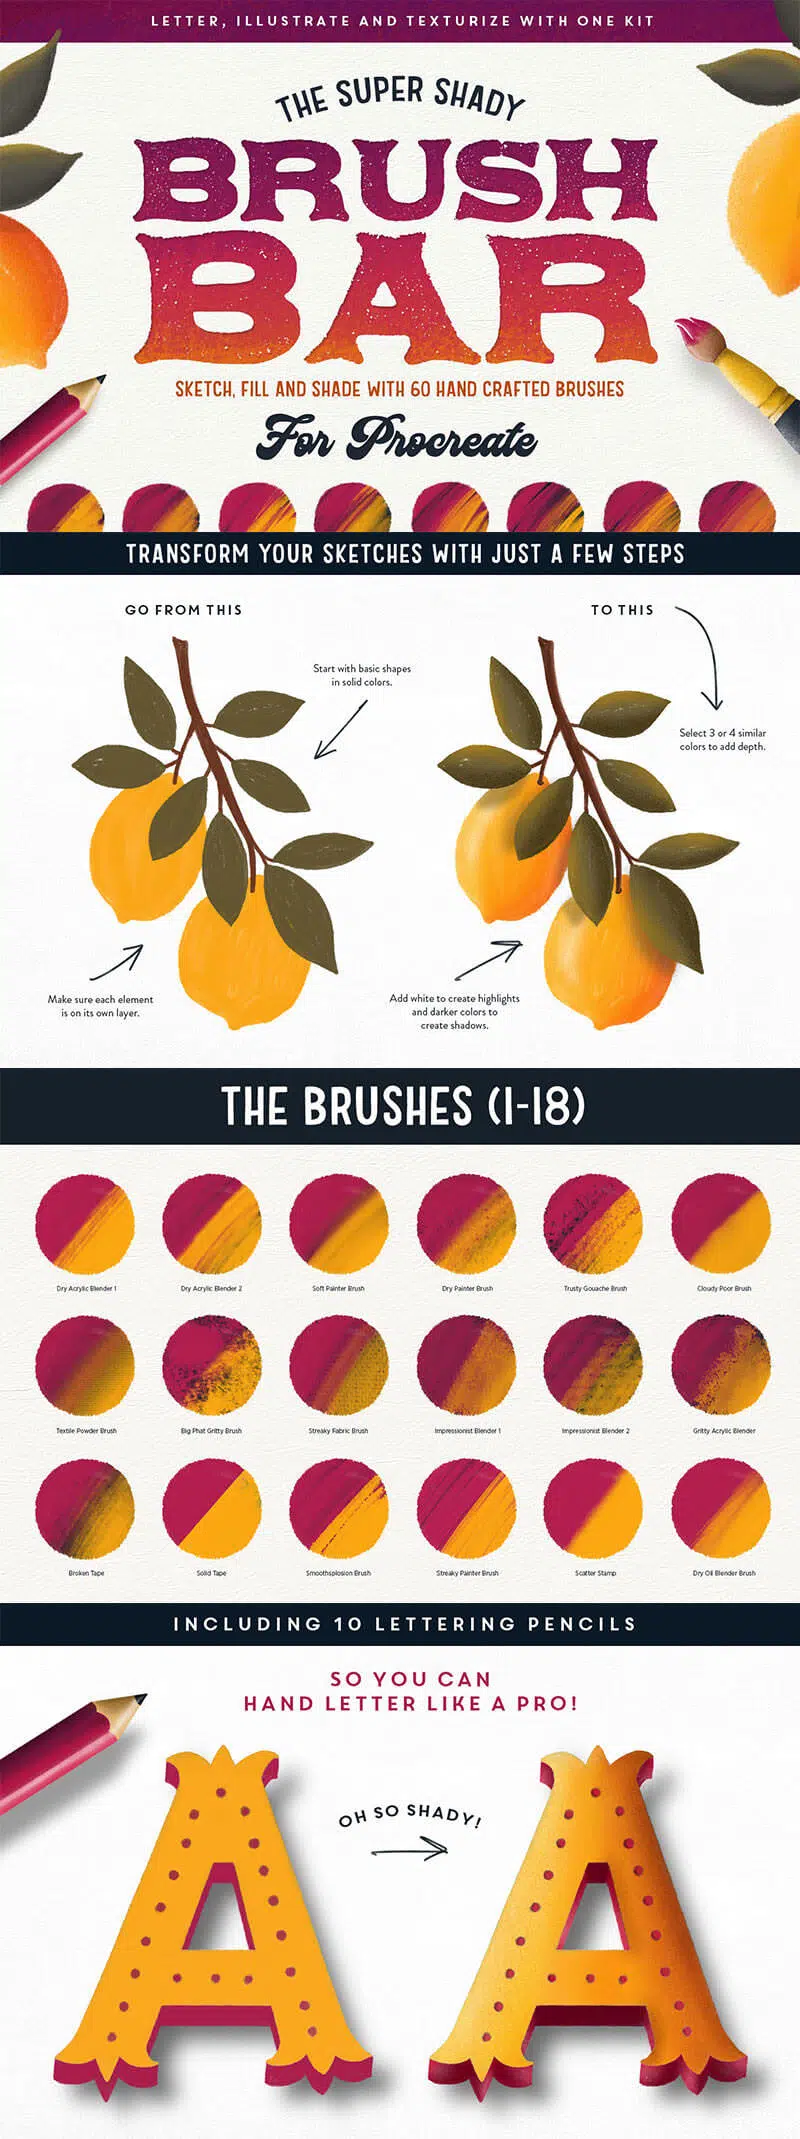 LETTER, ILLUSTRATE AND TEXTURIZE WITH ONE KIT
THE SUPER SHADY
BRUSH
BAR
SKETCH, FILL AND SHADE WITH 60 HAND CRAFTED BRUSHES
For Procreate
TRANSFORM YOUR SKETCHES WITH JUST A FEW STEPS
GO FROM THIS
TO THIS
Start with basic shapes
in solid colors.
Select 3 or 4 similar
colors to add depth.
Make sure each element
is on its own layer.
Add white to create highlights
and darker colors to
create shadows.
THE BRUSHES (1-18)
Dry Acrylic Blender 1
Dry Acrylic Blender 2
Soft Painter Brush
Dry Painter Brush
Trusty Gouache Brush
Cloudy Poor Brush
Textile Powder Brush
Big Phat Gritty Brush
Streaky Fabric Brush
Impressionist Blender 1
Impressionist Blender 2
Gritty Acrylic Blender
Broken Tape
Solid Tape
Smoothsplosion Brush
Streaky Painter Brush
Scatter Stamp
Dry Oil Blender Brush
INCLUDING 10 LETTERING PENCILS
SO YOU CAN
HAND LETTER LIKE A PRO!
OH SO SHADY!
A
A